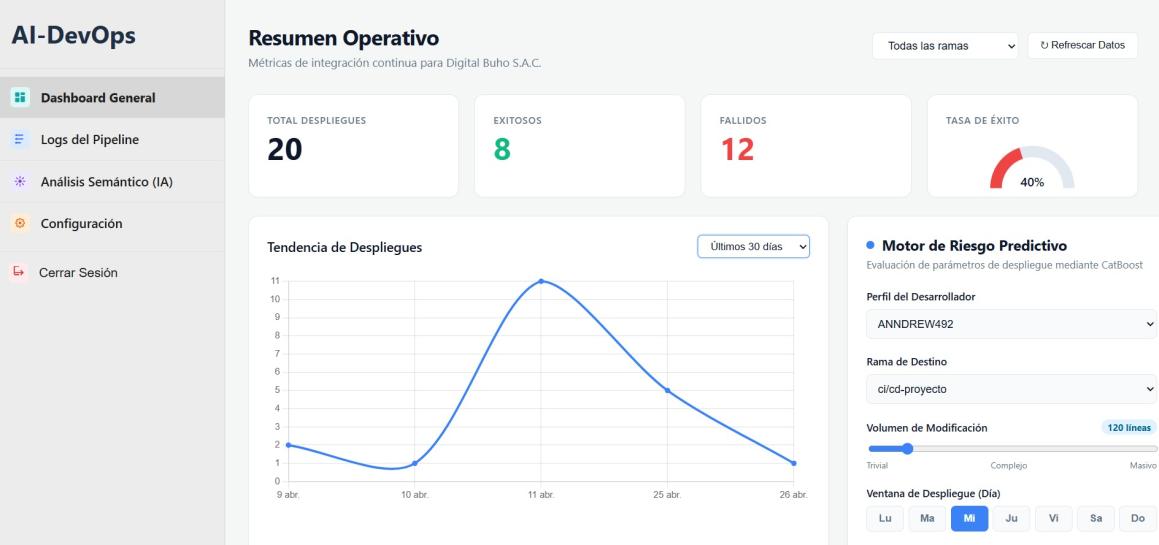 AI-DevOps
Dashboard General
Logs del Pipeline
Análisis Semántico (IA)
Configuración
Cerrar Sesión
Resumen Operativo
Métricas de integración continua para Digital Buho S.A.C.
Todas las ramas
↻ Refrescar Datos
TOTAL DESPLIEGUES
20
EXITOSOS
8
FALLIDOS
12
TASA DE ÉXITO
40%
Tendencia de Despliegues
Últimos 30 días
11
10
9
8
7
6
5
4
3
2
1
0
9 abr.
10 abr.
11 abr.
25 abr.
26 abr.
Motor de Riesgo Predictivo
Evaluación de parámetros de despliegue mediante CatBoost
Perfil del Desarrollador
ANNDREW492
Rama de Destino
ci/cd-proyecto
Volumen de Modificación
120 líneas
Trivial
Complejo
Masivo
Ventana de Despliegue (Día)
Lu
Ma
Mi
Ju
Vi
Sa
Do